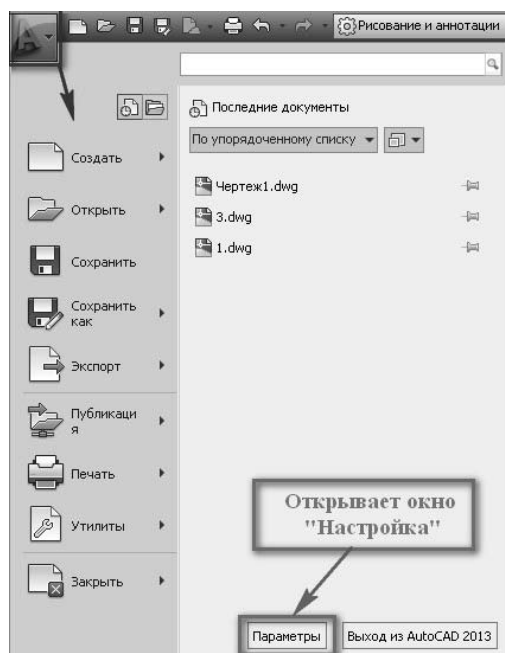 Рисование и аннотации
Последние документы
По упорядоченному списку
Создать
Чертеж1.dwg
Открыть
3.dwg
1.dwg
Сохранить
Сохранить
как
Экспорт
Публикаци
я
Печать
Открывает окно
"Настройка"
Утилиты
Закрыть
Параметры
Выход из AutoCAD 2013